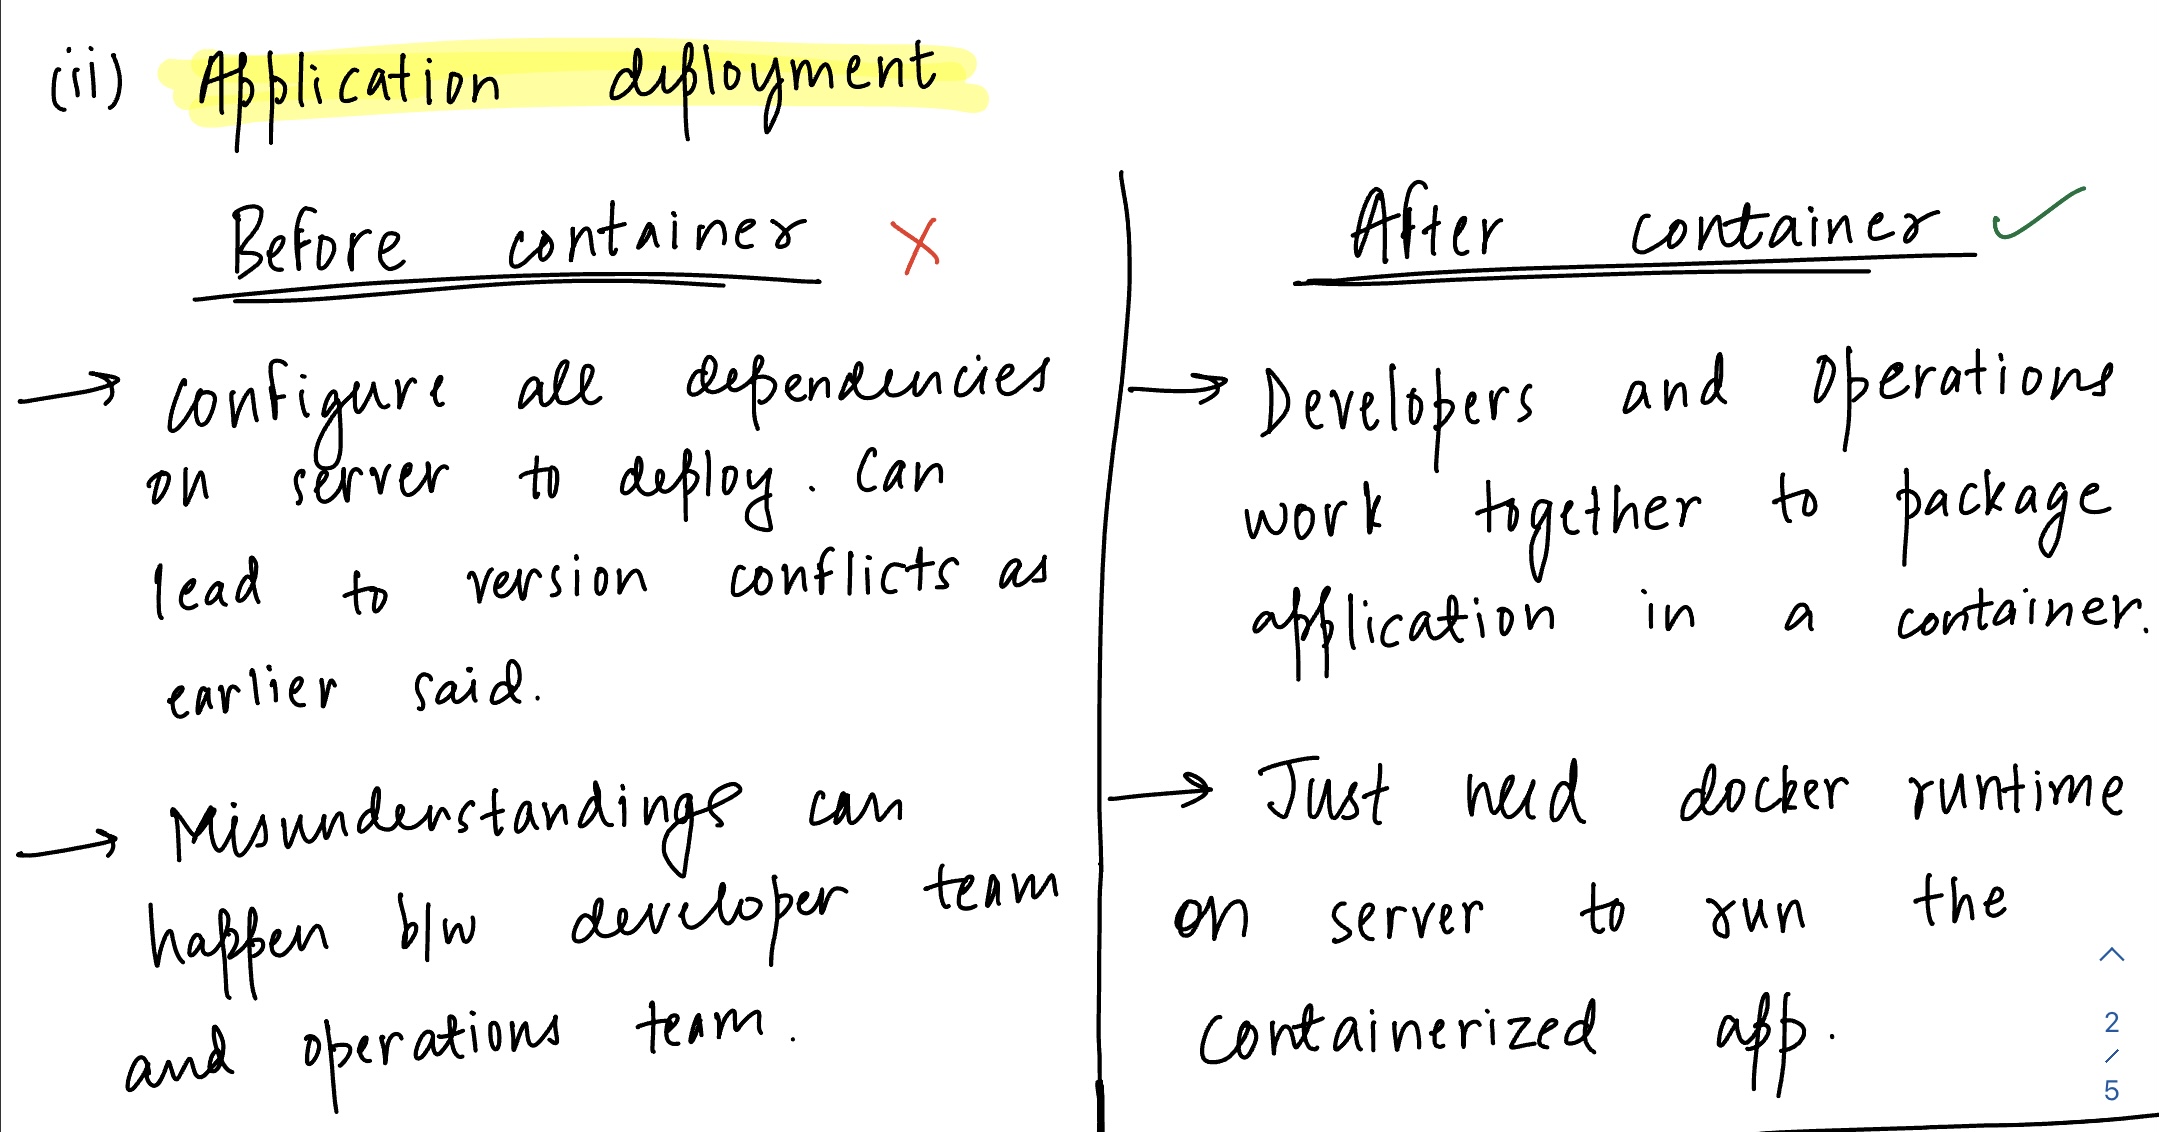 (ii) Application deployment
Before container
→ configure all dependencies
on server to deploy. Can
lead to version conflicts as
earlier said.
→ Misunderstandings can
happen b/w developer team
and operations team.
After container
→ Developers and Operations
work together to package
application in a container.
→ Just need docker runtime
on server to run the
containerized app.
2
/
5